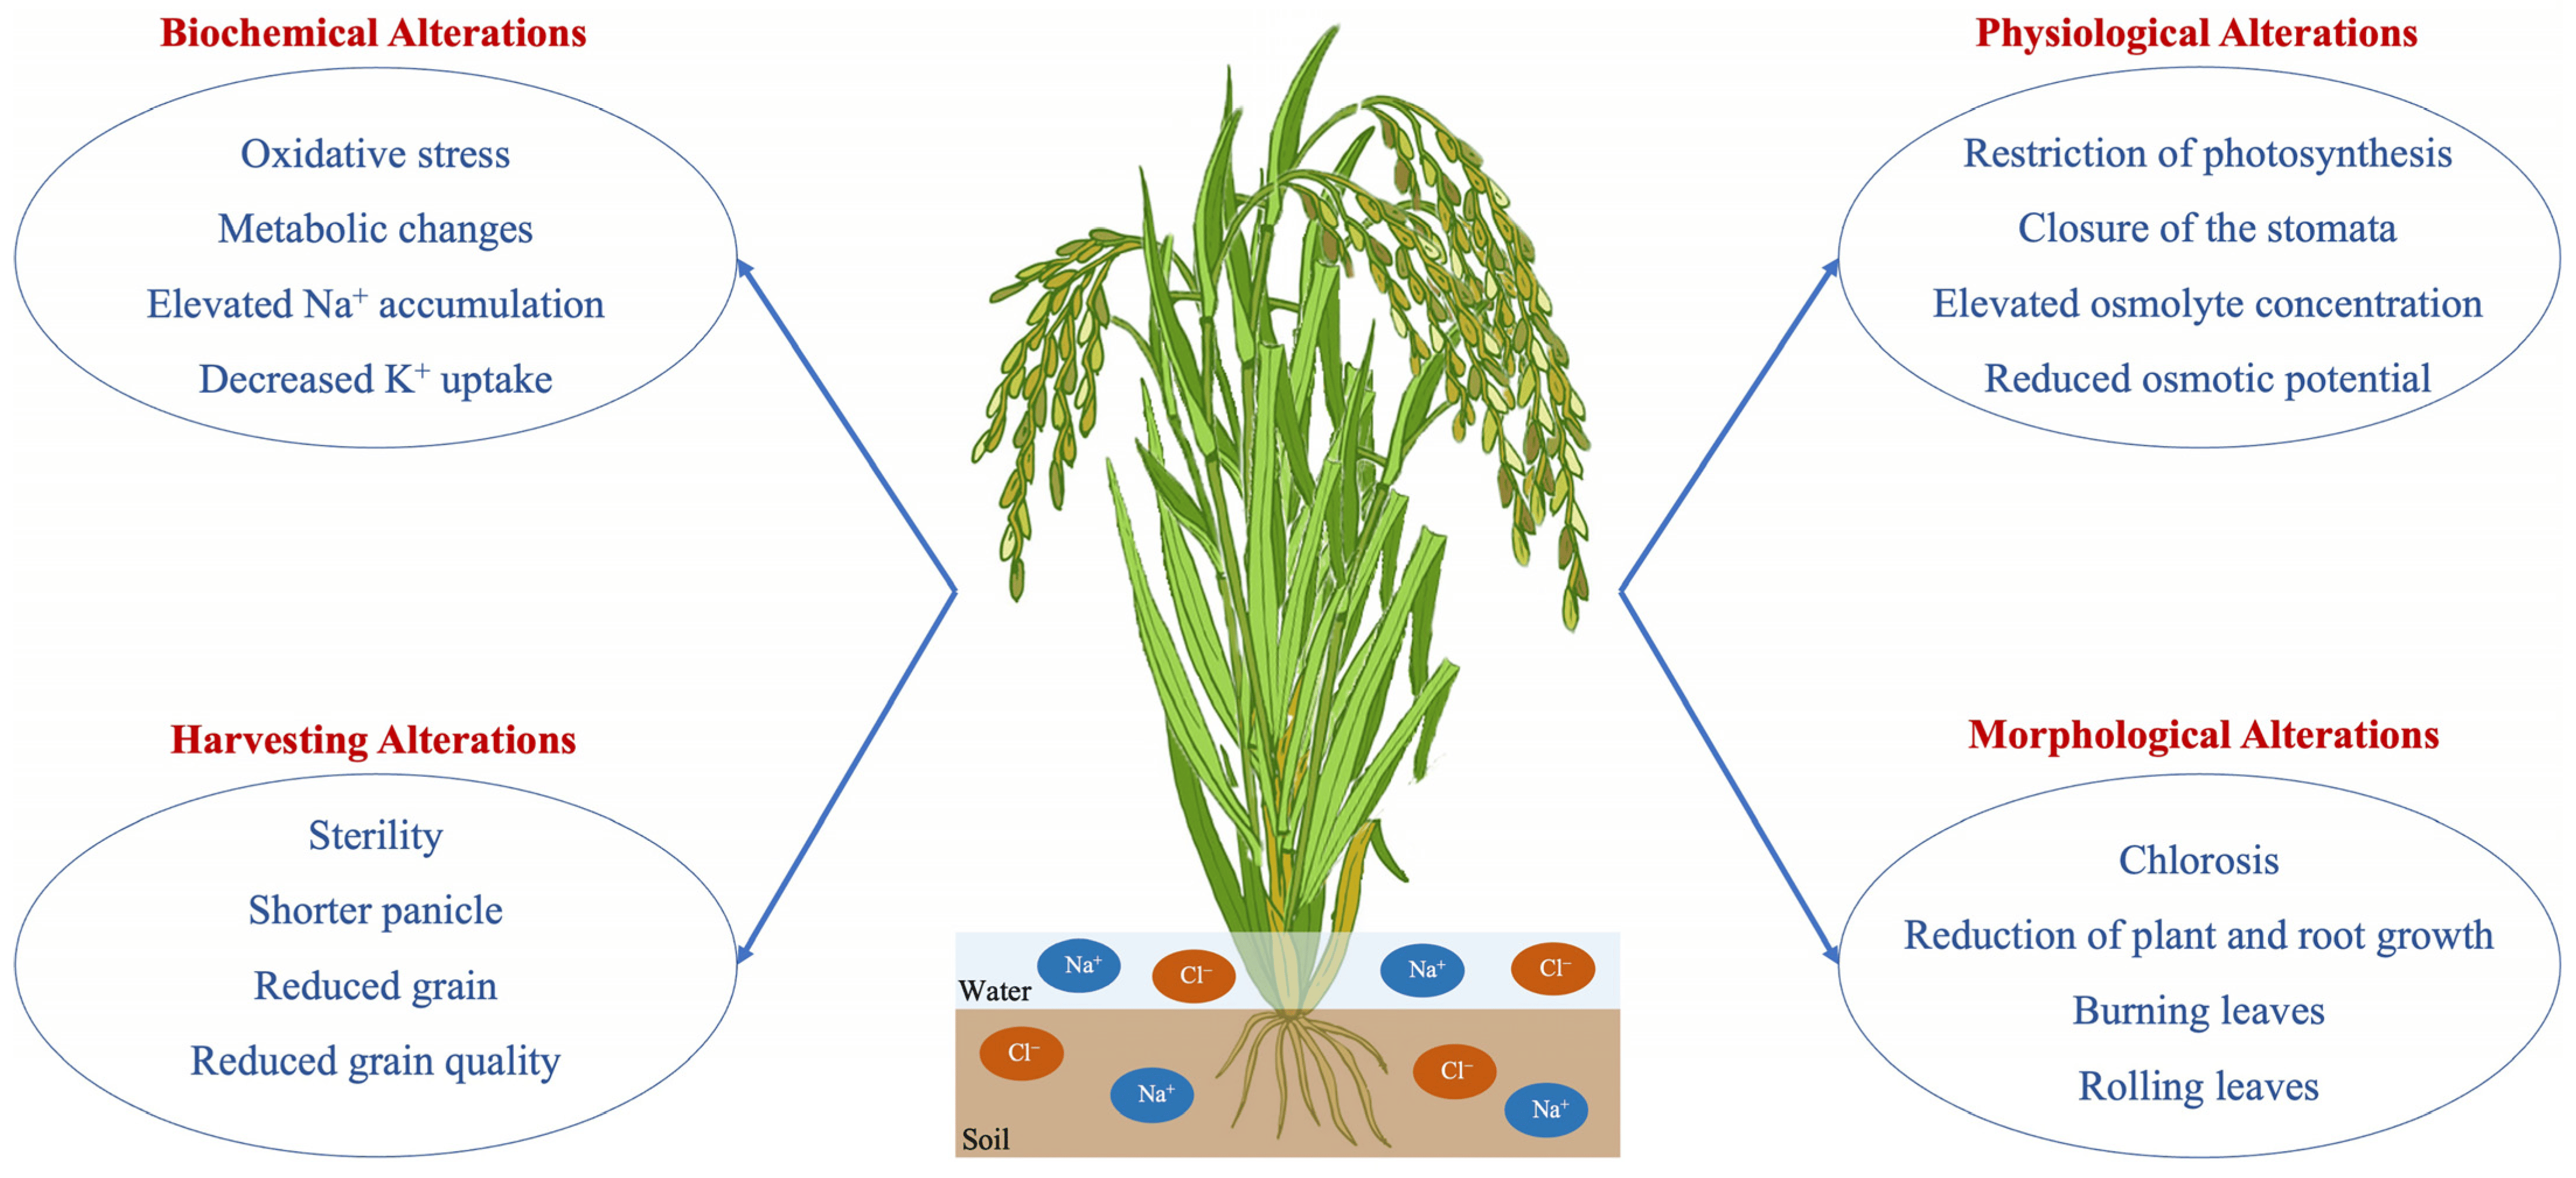 Biochemical Alterations
Oxidative stress
Metabolic changes
Elevated Na⁺ accumulation
Decreased K⁺ uptake
Physiological Alterations
Restriction of photosynthesis
Closure of the stomata
Elevated osmolyte concentration
Reduced osmotic potential
Harvesting Alterations
Sterility
Shorter panicle
Reduced grain
Reduced grain quality
Morphological Alterations
Chlorosis
Reduction of plant and root growth
Burning leaves
Rolling leaves
Na⁺
Cl⁻
Na⁺
Cl⁻
Water
Cl⁻
Na⁺
Cl⁻
Na⁺
Soil